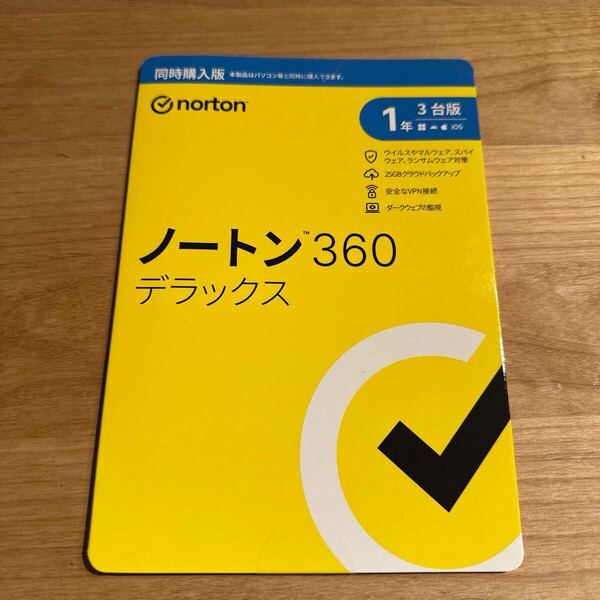 同時購入版 本製品はパソコン等と同時に購入できます。
norton
1年 3台版
iOS
ウイルスやマルウェア、スパイ
ウェア、ランサムウェア対策
25GBクラウドバックアップ
安全なVPN接続
ダークウェブの監視
ノートン™ 360
デラックス